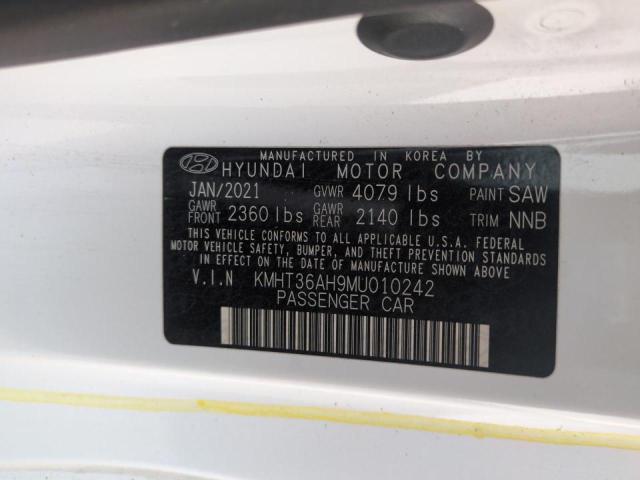 MANUFACTURED IN KOREA BY
HYUNDAI MOTOR COMPANY
JAN/2021 GVWR 4079 lbs PAINT SAW
GAWR FRONT 2360 lbs GAWR REAR 2140 lbs TRIM NNB
THIS VEHICLE CONFORMS TO ALL APPLICABLE U.S.A. FEDERAL
MOTOR VEHICLE SAFETY, BUMPER, AND THEFT PREVENTION
STANDARDS IN EFFECT ON THE DATE OF MANUFACTURE SHOWN ABOVE.
V.I.N KMHT36AH9MU010242
PASSENGER CAR